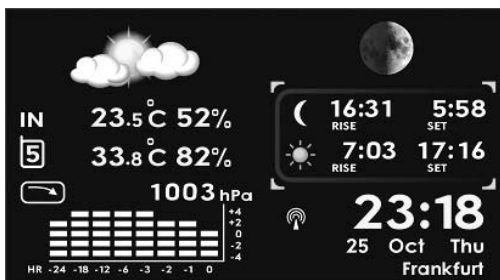 IN 23.5°C 52%
5 33.8°C 82%
1003 hPa
+4
+2
0
-2
-4
HR -24 -18 -12 -6 -3 -2 -1 0
16:31 5:58
RISE SET
7:03 17:16
RISE SET
23:18
25 Oct Thu
Frankfurt